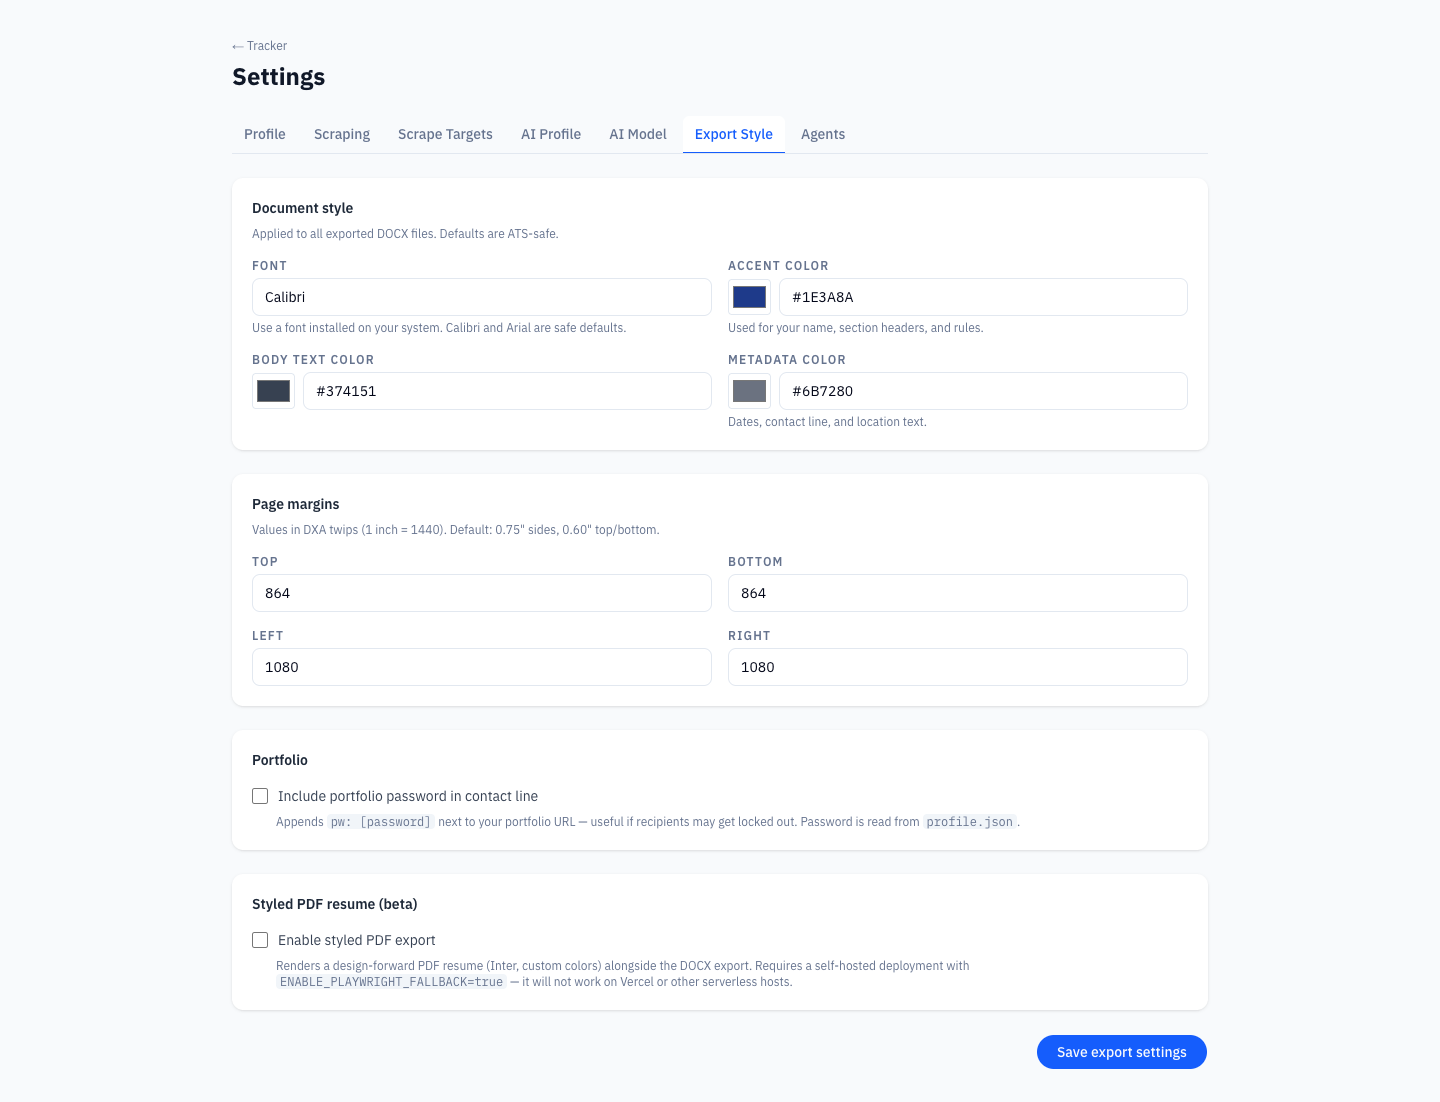 ← Tracker
Settings
Profile Scraping Scrape Targets AI Profile AI Model Export Style Agents
Document style
Applied to all exported DOCX files. Defaults are ATS-safe.
FONT
Calibri
Use a font installed on your system. Calibri and Arial are safe defaults.
ACCENT COLOR
#1E3A8A
Used for your name, section headers, and rules.
BODY TEXT COLOR
#374151
METADATA COLOR
#6B7280
Dates, contact line, and location text.
Page margins
Values in DXA twips (1 inch = 1440). Default: 0.75" sides, 0.60" top/bottom.
TOP
864
BOTTOM
864
LEFT
1080
RIGHT
1080
Portfolio
Include portfolio password in contact line
Appends pw: [password] next to your portfolio URL — useful if recipients may get locked out. Password is read from profile.json.
Styled PDF resume (beta)
Enable styled PDF export
Renders a design-forward PDF resume (Inter, custom colors) alongside the DOCX export. Requires a self-hosted deployment with
ENABLE_PLAYWRIGHT_FALLBACK=true — it will not work on Vercel or other serverless hosts.
Save export settings